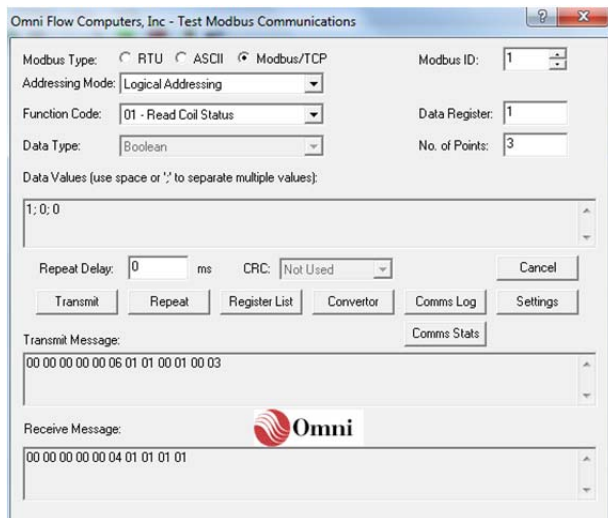 Omni Flow Computers, Inc - Test Modbus Communications
Modbus Type: RTU ASCII Modbus/TCP Modbus ID: 1
Addressing Mode: Logical Addressing
Function Code: 01 - Read Coil Status Data Register: 1
Data Type: Boolean No. of Points: 3
Data Values (use space or ';' to separate multiple values):
1; 0; 0
Repeat Delay: 0 ms CRC: Not Used Cancel
Transmit Repeat Register List Convertor Comms Log Settings
Transmit Message: Comms Stats
00 00 00 00 00 06 01 01 00 01 00 03
Receive Message: Omni
00 00 00 00 00 04 01 01 01 01